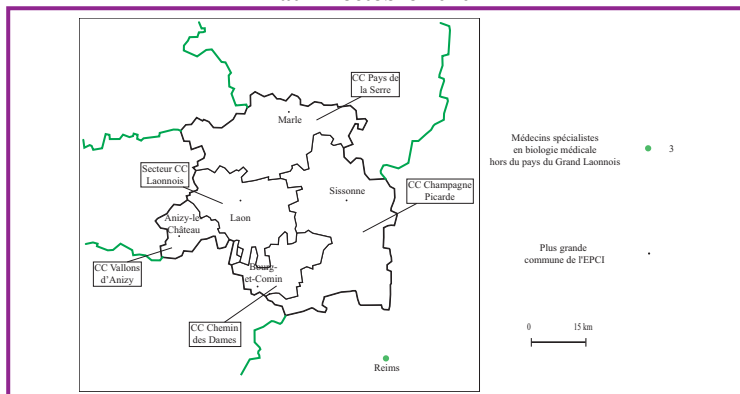 CC Pays de
la Serre
Marle
Médecins spécialistes
en biologie médicale
hors du pays du Grand Laonnois
3
Secteur CC
Laonnois
Sissonne
CC Champagne
Picarde
Anizy-le-
Château
Laon
CC Vallons
d'Anizy
Bourg-
et-Comin
Plus grande
commune de l'EPCI
CC Chemin
des Dames
0
15 km
Reims